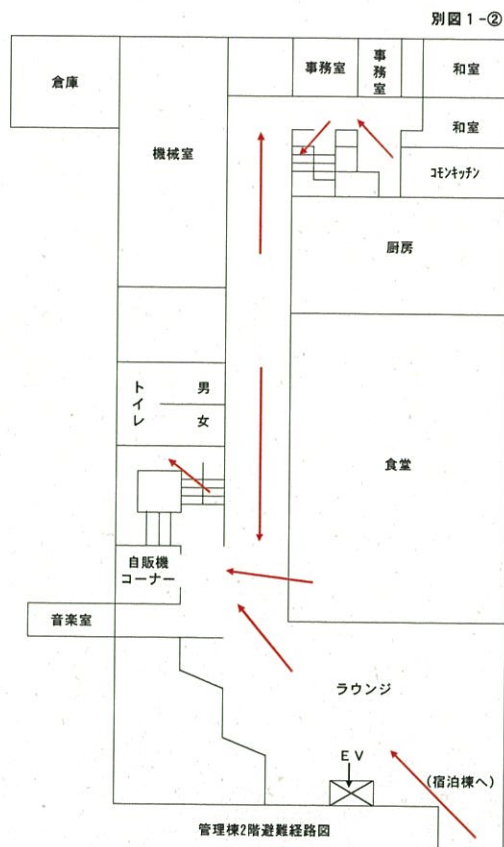 別図1-②
倉庫
機械室
事務室
事務室
和室
和室
コモンキッチン
厨房
トイレ
男
女
食堂
自販機
コーナー
音楽室
ラウンジ
EV
(宿泊棟へ)
管理棟2階避難経路図